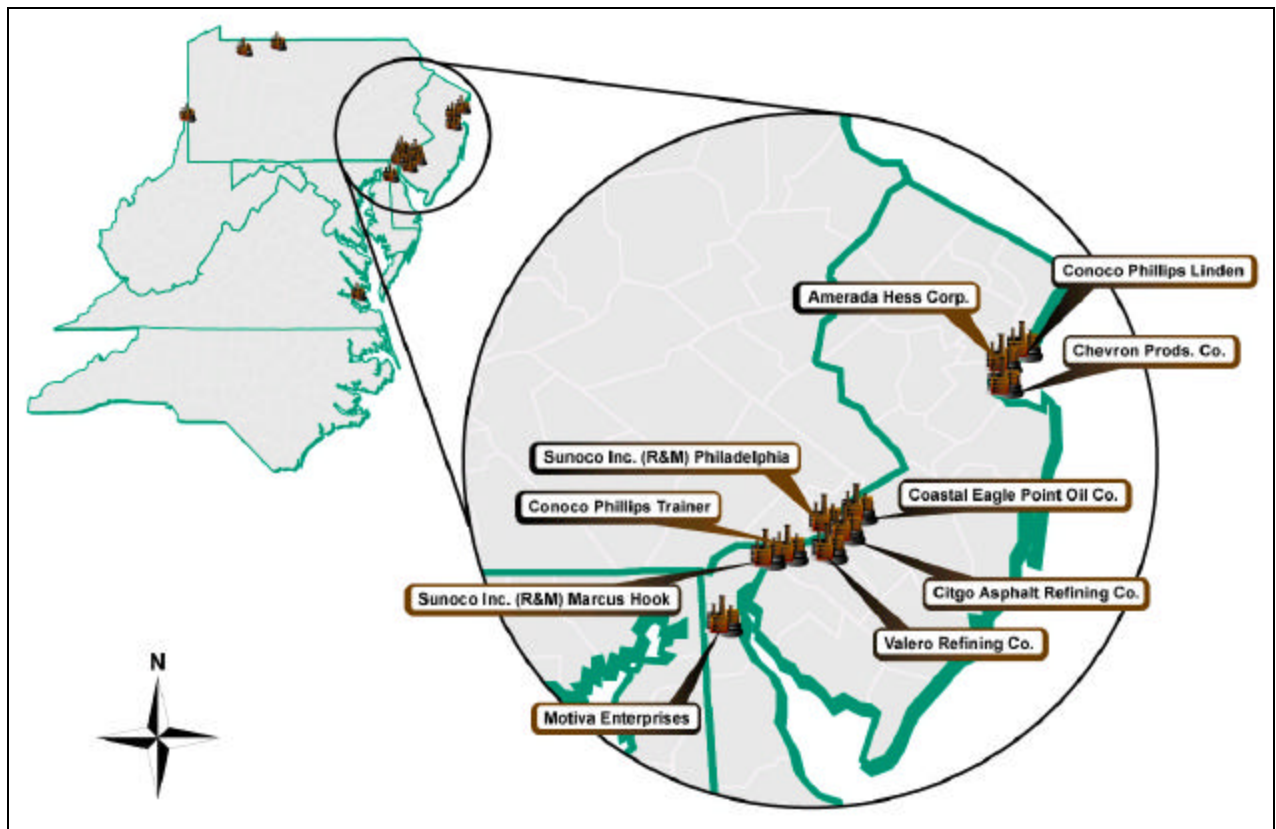 Conoco Phillips Linden
Amerada Hess Corp.
Chevron Prods. Co.
Sunoco Inc. (R&M) Philadelphia
Coastal Eagle Point Oil Co.
Conoco Phillips Trainer
Citgo Asphalt Refining Co.
Sunoco Inc. (R&M) Marcus Hook
Valero Refining Co.
N
Motiva Enterprises